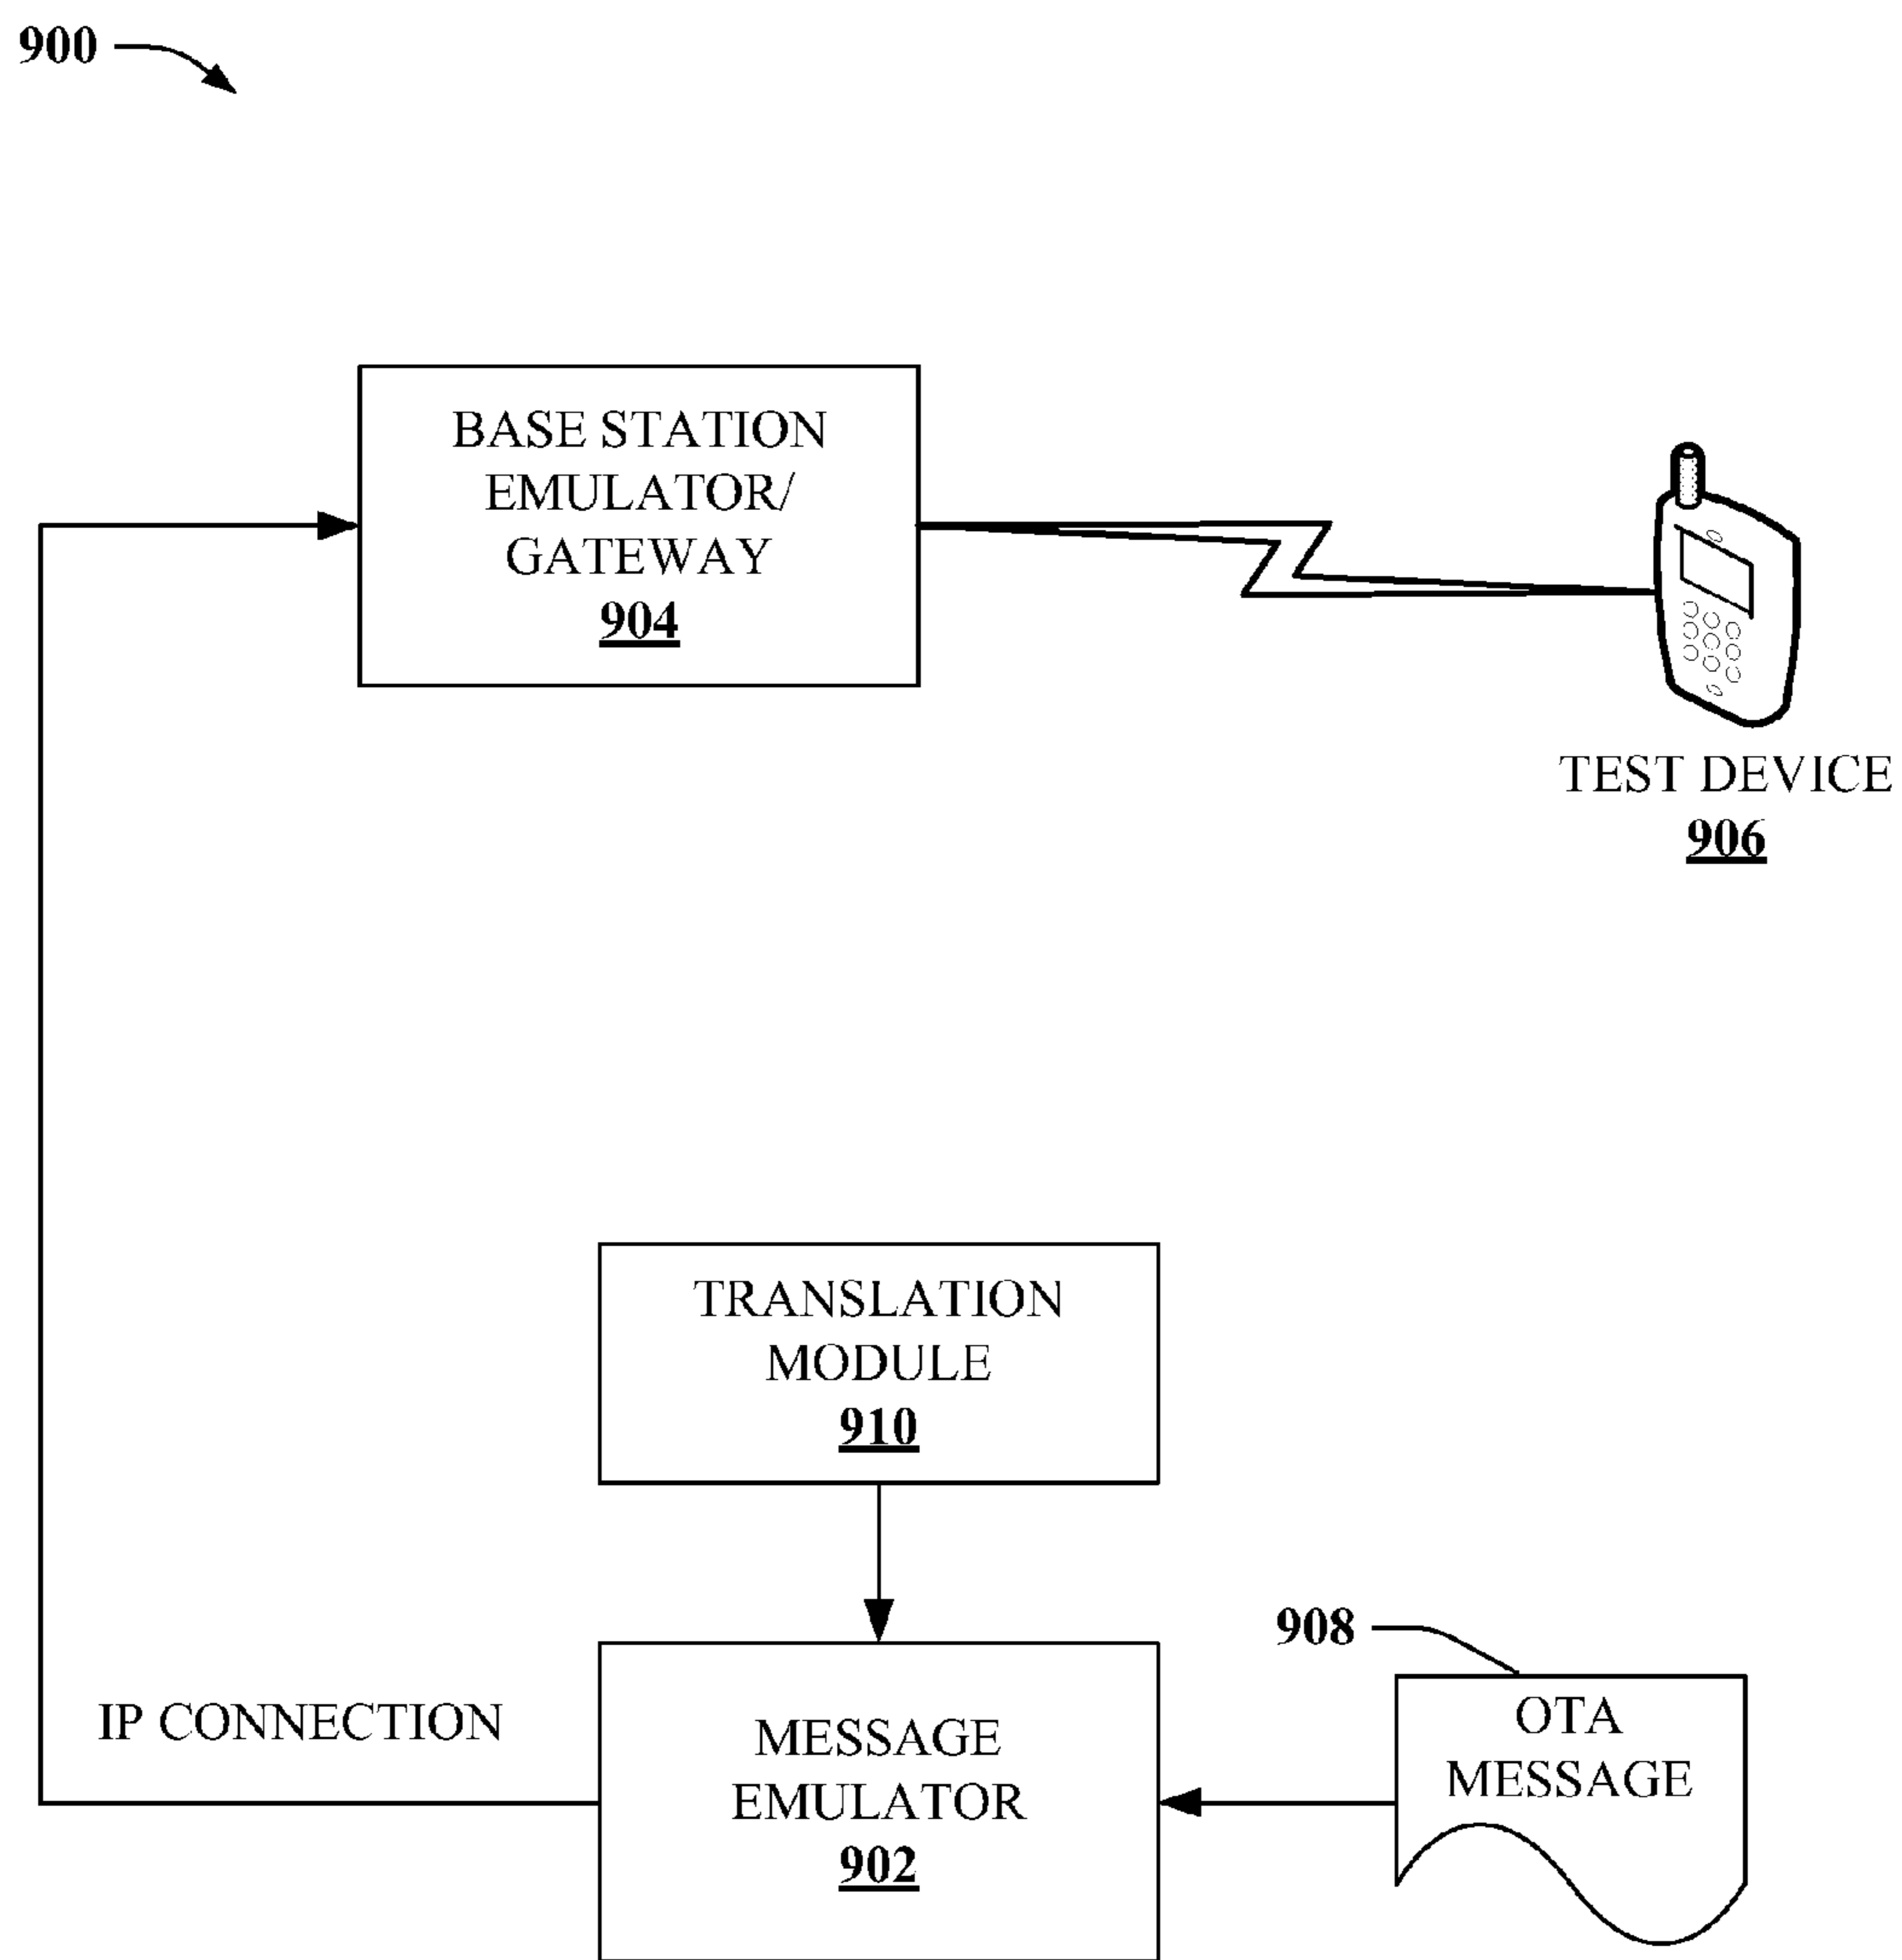 900
BASE STATION
EMULATOR/
GATEWAY
904
TEST DEVICE
906
TRANSLATION
MODULE
910
908
OTA
MESSAGE
IP CONNECTION
MESSAGE
EMULATOR
902